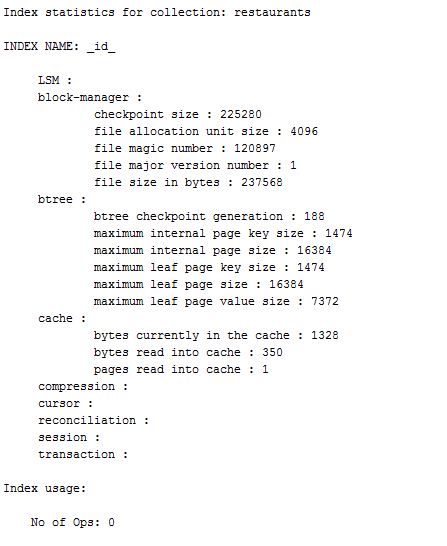 Index statistics for collection: restaurants
INDEX NAME: _id_
LSM :
block-manager :
checkpoint size : 225280
file allocation unit size : 4096
file magic number : 120897
file major version number : 1
file size in bytes : 237568
btree :
btree checkpoint generation : 188
maximum internal page key size : 1474
maximum internal page size : 16384
maximum leaf page key size : 1474
maximum leaf page size : 16384
maximum leaf page value size : 7372
cache :
bytes currently in the cache : 1328
bytes read into cache : 350
pages read into cache : 1
compression :
cursor :
reconciliation :
session :
transaction :
Index usage:
No of Ops: 0